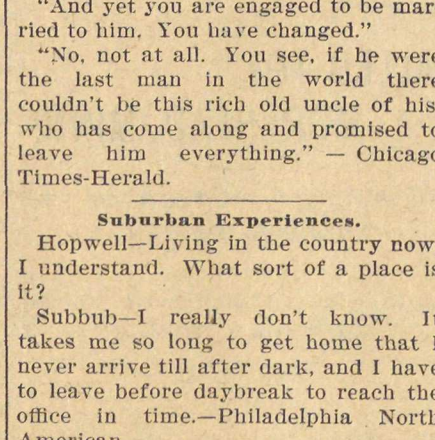 "And yet you are engaged to be mar
ried to him. You have changed."
"No, not at all. You see, if he were
the last man in the world there
couldn't be this rich old uncle of his
who has come along and promised to
leave him everything." — Chicago
Times-Herald.
Suburban Experiences.
Hopwell—Living in the country now
I understand. What sort of a place is
it?
Subbub—I really don't know. It
takes me so long to get home that I
never arrive till after dark, and I have
to leave before daybreak to reach the
office in time.—Philadelphia North
American.